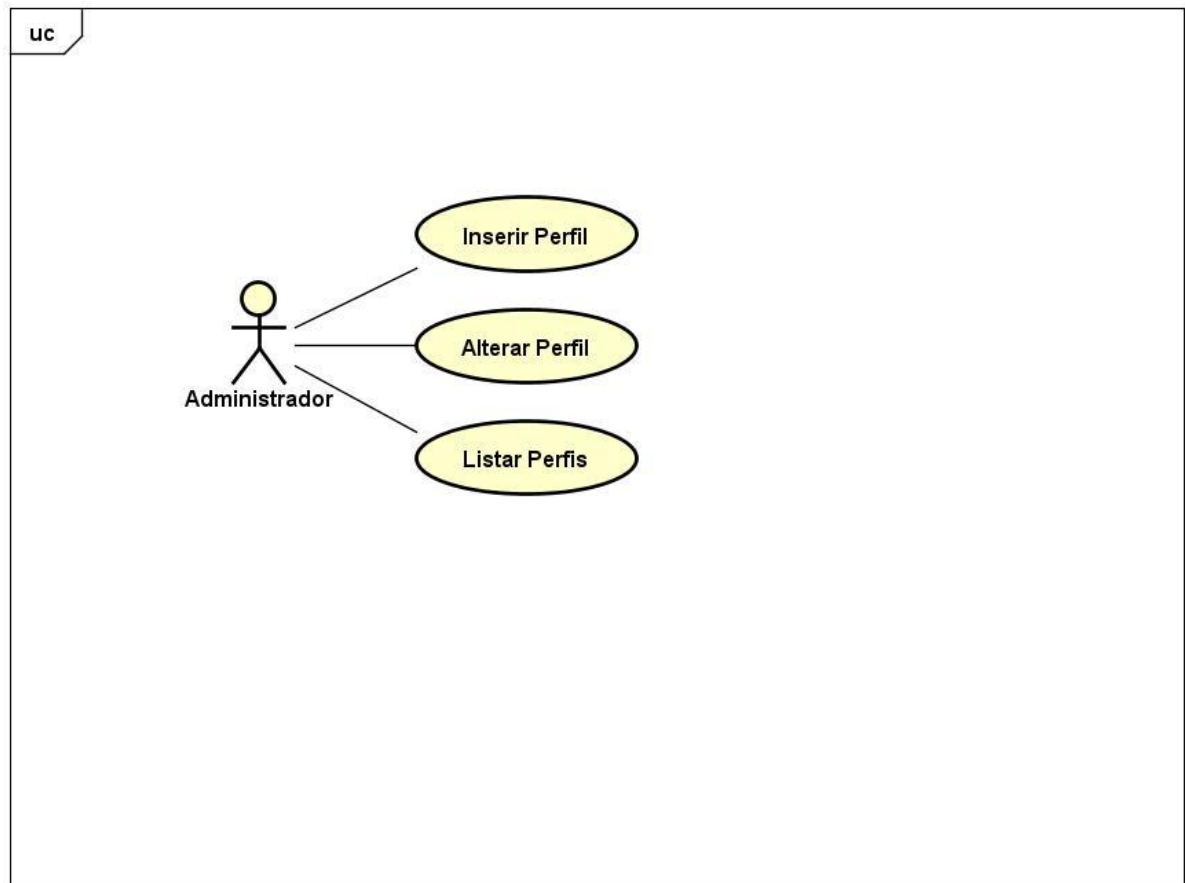 uc
Inserir Perfil
Alterar Perfil
Administrador
Listar Perfis